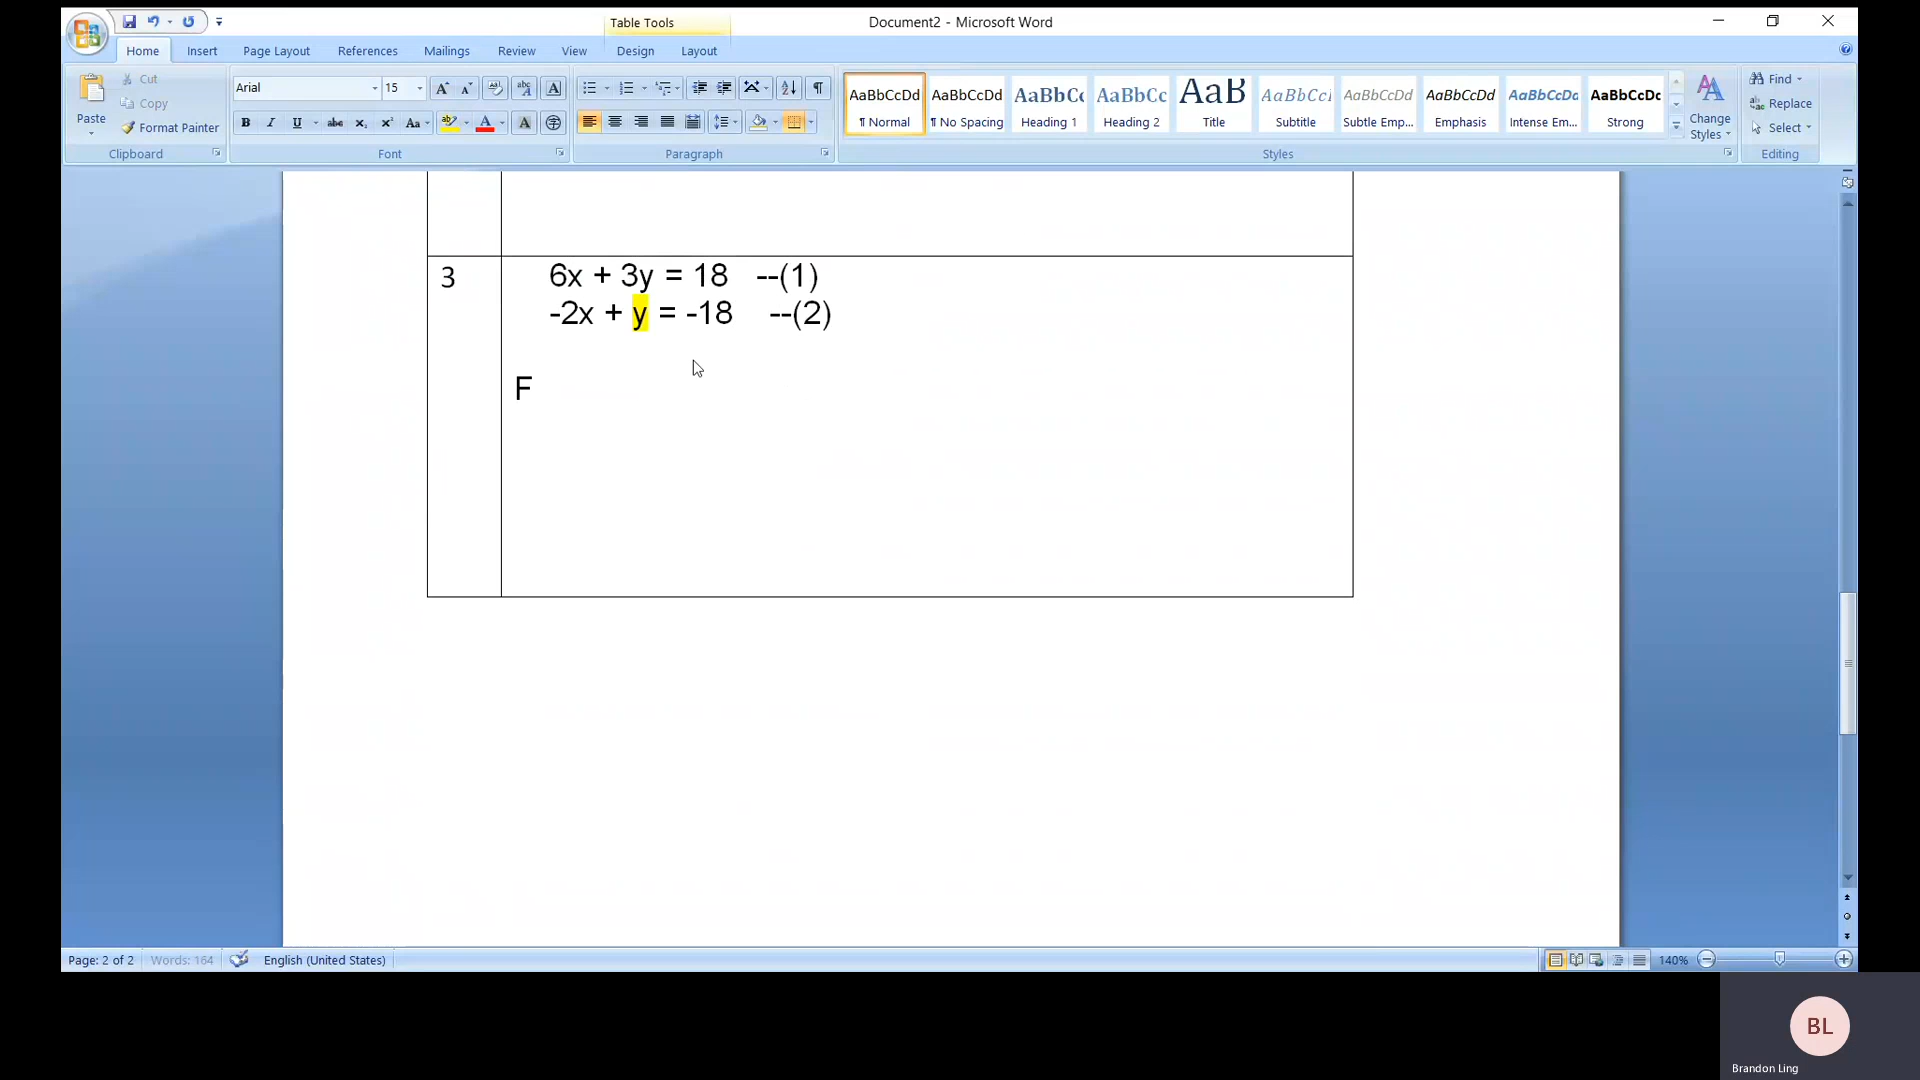 Table Tools
Document2 - Microsoft Word
Home Insert Page Layout References Mailings Review View Design Layout
Paste
Cut
Copy
Format Painter
Clipboard
Arial 15
Font
Paragraph
AaBbCcDd AaBbCcDd AaBbCc AaBbCc AaB AaBbCcI AaBbCcDd AaBbCcDd AaBbCcDd AaBbCcDc
¶ Normal ¶ No Spacing Heading 1 Heading 2 Title Subtitle Subtle Emp... Emphasis Intense Em... Strong
Styles
Change
Styles
Find
Replace
Select
Editing
3
6x + 3y = 18 --(1)
-2x + y = -18 --(2)
F
Page: 2 of 2 Words: 164 English (United States) 140%
BL
Brandon Ling